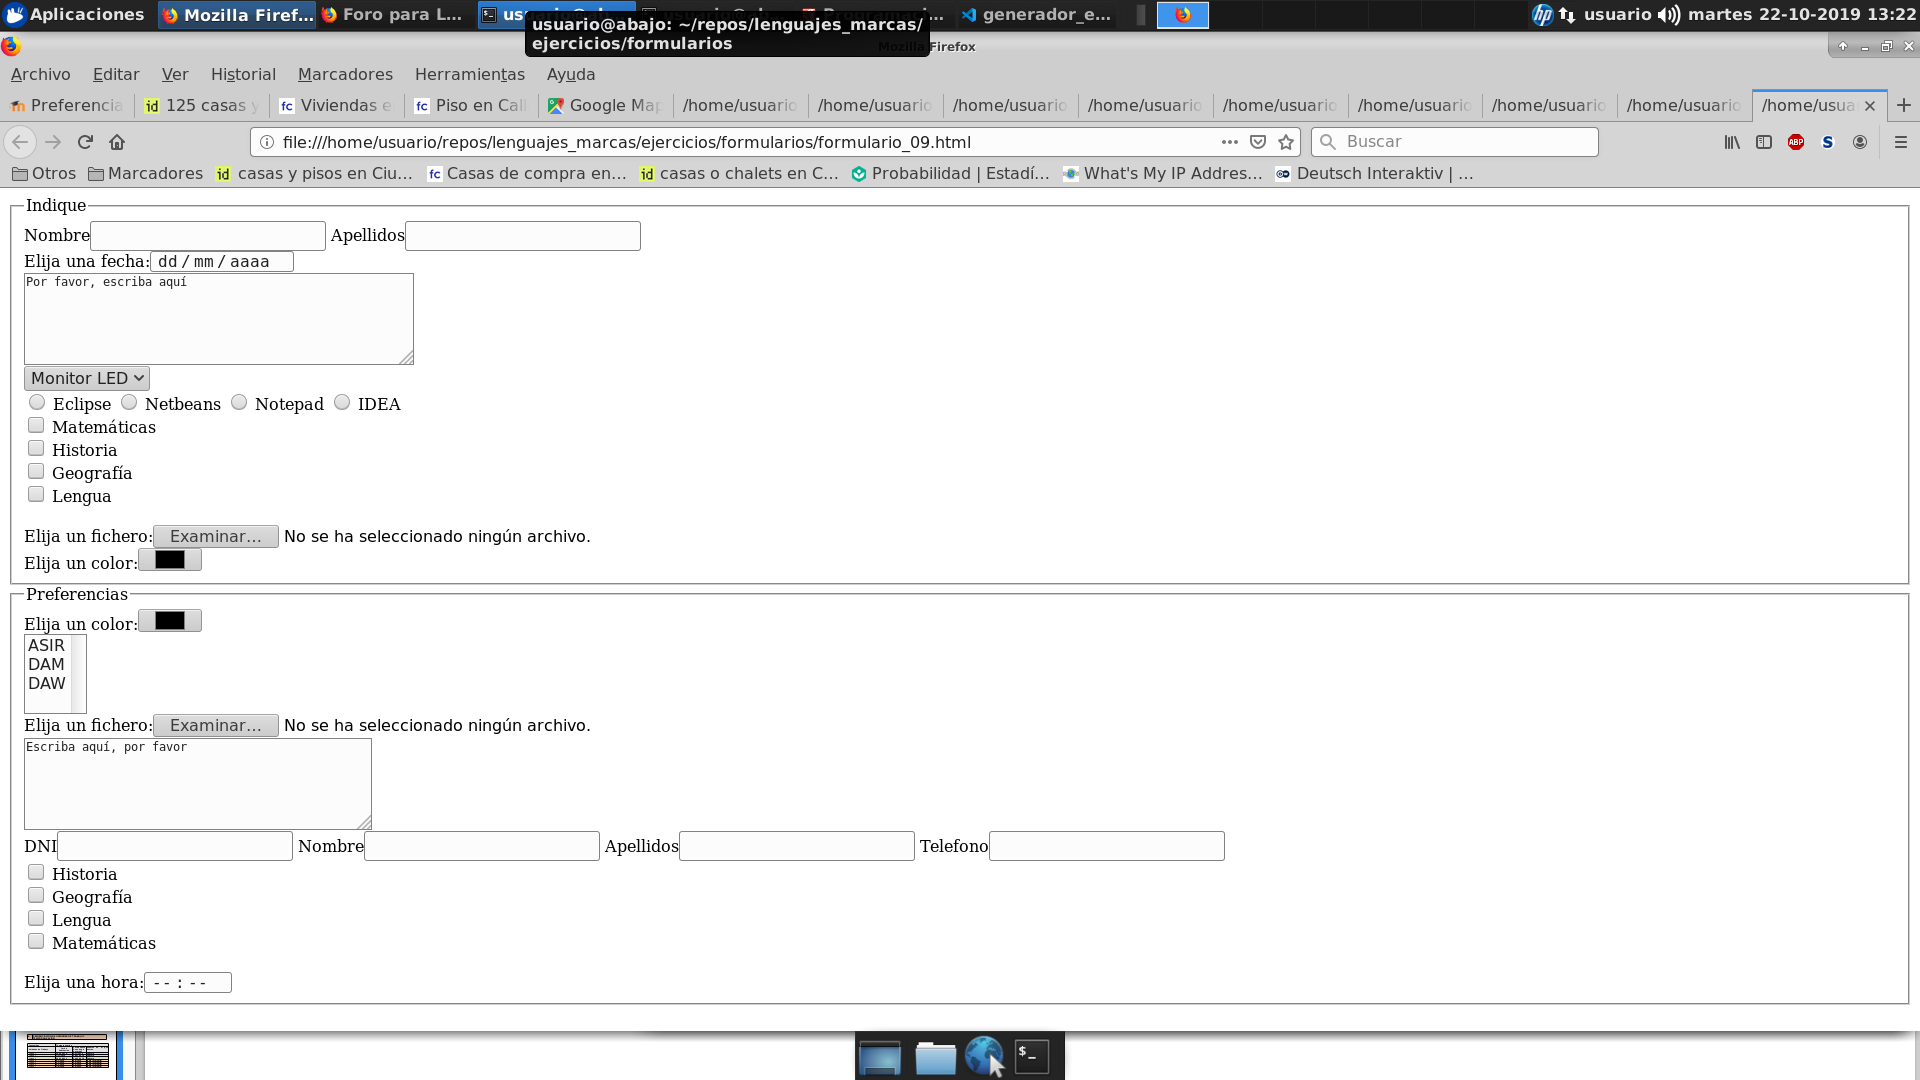 Aplicaciones
Mozilla Firef...
Foro para L...
generador_e...
usuario
martes 22-10-2019 13:22
usuario@abajo: ~/repos/lenguajes_marcas/
ejercicios/formularios
Firefox
Archivo Editar Ver Historial Marcadores Herramientas Ayuda
Preferencia
125 casas y
Viviendas e
Piso en Call
Google Map
/home/usuario
/home/usuario
/home/usuario
/home/usuario
/home/usuario
/home/usuario
/home/usuario
/home/usuario
/home/usua
file:///home/usuario/repos/lenguajes_marcas/ejercicios/formularios/formulario_09.html
Buscar
Otros
Marcadores
casas y pisos en Ciu...
Casas de compra en...
casas o chalets en C...
Probabilidad | Estadí...
What's My IP Addres...
Deutsch Interaktiv | ...
Indique
Nombre Apellidos
Elija una fecha: dd / mm / aaaa
Por favor, escriba aquí
Monitor LED
Eclipse Netbeans Notepad IDEA
Matemáticas
Historia
Geografía
Lengua
Elija un fichero: Examinar... No se ha seleccionado ningún archivo.
Elija un color:
Preferencias
Elija un color:
ASIR
DAM
DAW
Elija un fichero: Examinar... No se ha seleccionado ningún archivo.
Escriba aquí, por favor
DNI Nombre Apellidos Telefono
Historia
Geografía
Lengua
Matemáticas
Elija una hora: -- : --